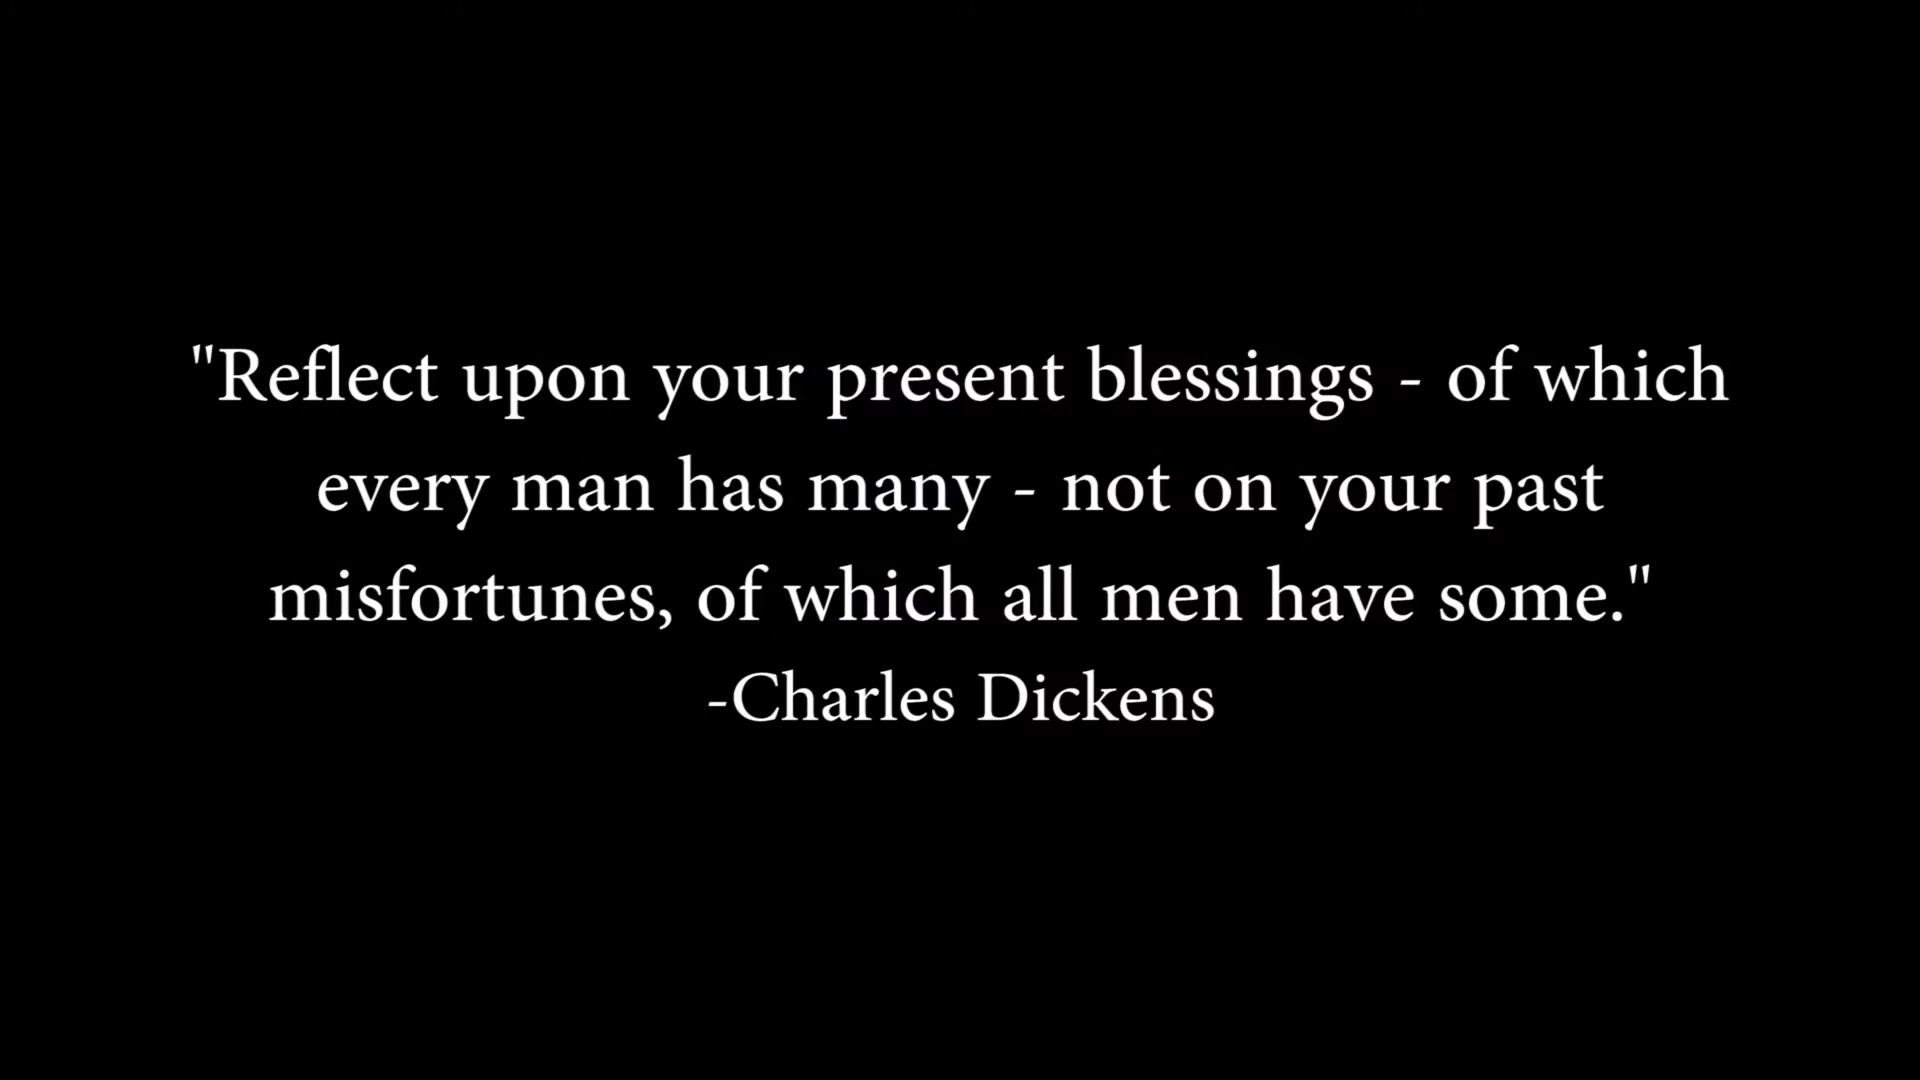 "Reflect upon your present blessings - of which
every man has many - not on your past
misfortunes, of which all men have some."
-Charles Dickens